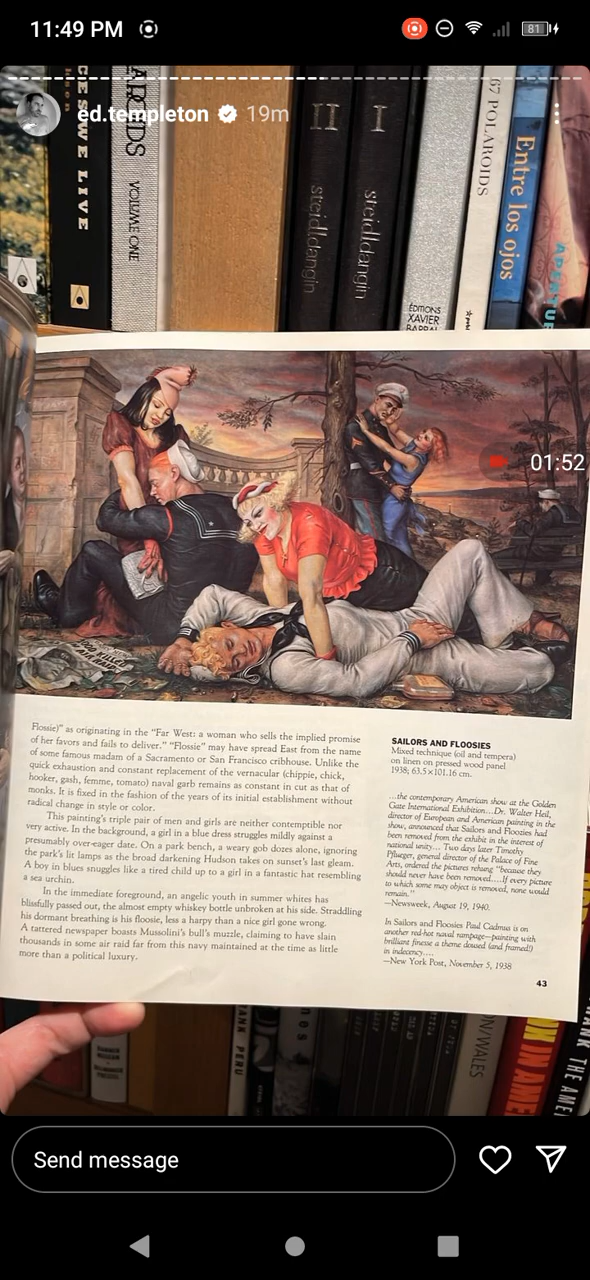 11:49 PM
81
ed.templeton 19m
CESWE LIVE
VOLUME ONE
II
steidldangin
I
steidldangin
ÉDITIONS
XAVIER
67 POLAROIDS
Entre los ojos
01:52
Flossie)" as originating in the "Far West: a woman who sells the implied promise
of her favors and fails to deliver." "Flossie" may have spread East from the name
of some famous madam of a Sacramento or San Francisco cribhouse. Unlike the
quick exhaustion and constant replacement of the vernacular (chippie, chick,
hooker, gash, femme, tomato) naval garb remains as constant in cut as that of
monks. It is fixed in the fashion of the years of its initial establishment without
radical change in style or color.
This painting's triple pair of men and girls are neither contemptible nor
very active. In the background, a girl in a blue dress struggles mildly against a
presumably over-eager date. On a park bench, a weary gob dozes alone, ignoring
the park's lit lamps as the broad darkening Hudson takes on sunset's last gleam.
A boy in blues snuggles like a tired child up to a girl in a fantastic hat resembling
a sea urchin.
In the immediate foreground, an angelic youth in summer whites has
blissfully passed out, the almost empty whiskey bottle unbroken at his side. Straddling
his dormant breathing is his floosie, less a harpy than a nice girl gone wrong.
A tattered newspaper boasts Mussolini's bull's muzzle, claiming to have slain
thousands in some air raid far from this navy maintained at the time as little
more than a political luxury.
SAILORS AND FLOOSIES
Mixed technique (oil and tempera)
on linen on pressed wood panel
1938; 63.5×101.16 cm.
...the contemporary American show at the Golden
Gate International Exhibition....Dr. Walter Heil,
director of European and American painting in the
show, announced that Sailors and Floozies had
been removed from the exhibit in the interest of
national unity... Two days later Timothy
Pflueger, general director of the Palace of Fine
Arts, ordered the pictures rehung "because they
should never have been removed....If every picture
to which some may object is removed, none would
remain."
—Newsweek, August 19, 1940.
In Sailors and Floosies Paul Cadmus is on
another red-hot naval rampage—painting with
brilliant finesse a theme doused (and framed!)
in indecency....
—New York Post, November 5, 1938
43
PERU
WALES
Send message